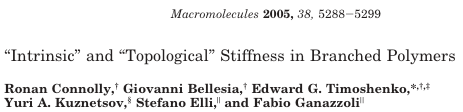 Macromolecules 2005, 38, 5288−5299
“Intrinsic” and “Topological” Stiffness in Branched Polymers
Ronan Connolly,† Giovanni Bellesia,† Edward G. Timoshenko,*,†,‡
Yuri A. Kuznetsov,§ Stefano Elli,|| and Fabio Ganazzoli||